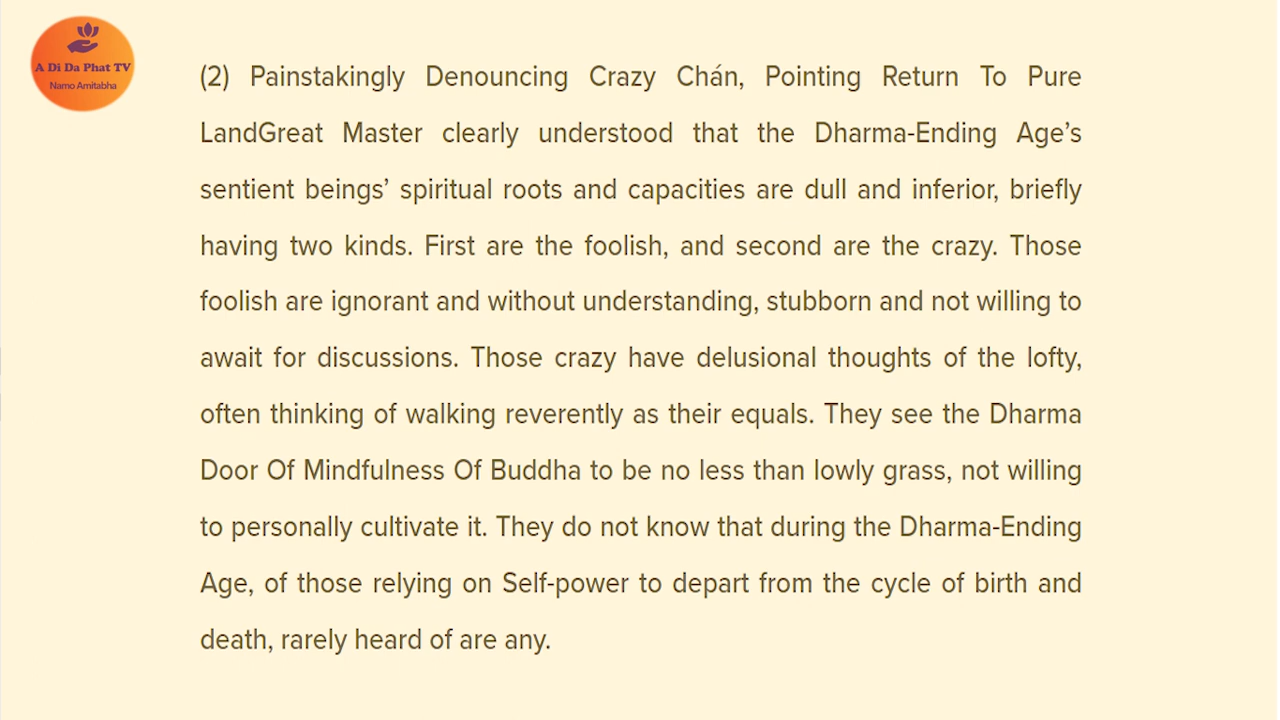 A Di Da Phat TV
Namo Amitabha
(2) Painstakingly Denouncing Crazy Chán, Pointing Return To Pure
LandGreat Master clearly understood that the Dharma-Ending Age’s
sentient beings’ spiritual roots and capacities are dull and inferior, briefly
having two kinds. First are the foolish, and second are the crazy. Those
foolish are ignorant and without understanding, stubborn and not willing to
await for discussions. Those crazy have delusional thoughts of the lofty,
often thinking of walking reverently as their equals. They see the Dharma
Door Of Mindfulness Of Buddha to be no less than lowly grass, not willing
to personally cultivate it. They do not know that during the Dharma-Ending
Age, of those relying on Self-power to depart from the cycle of birth and
death, rarely heard of are any.